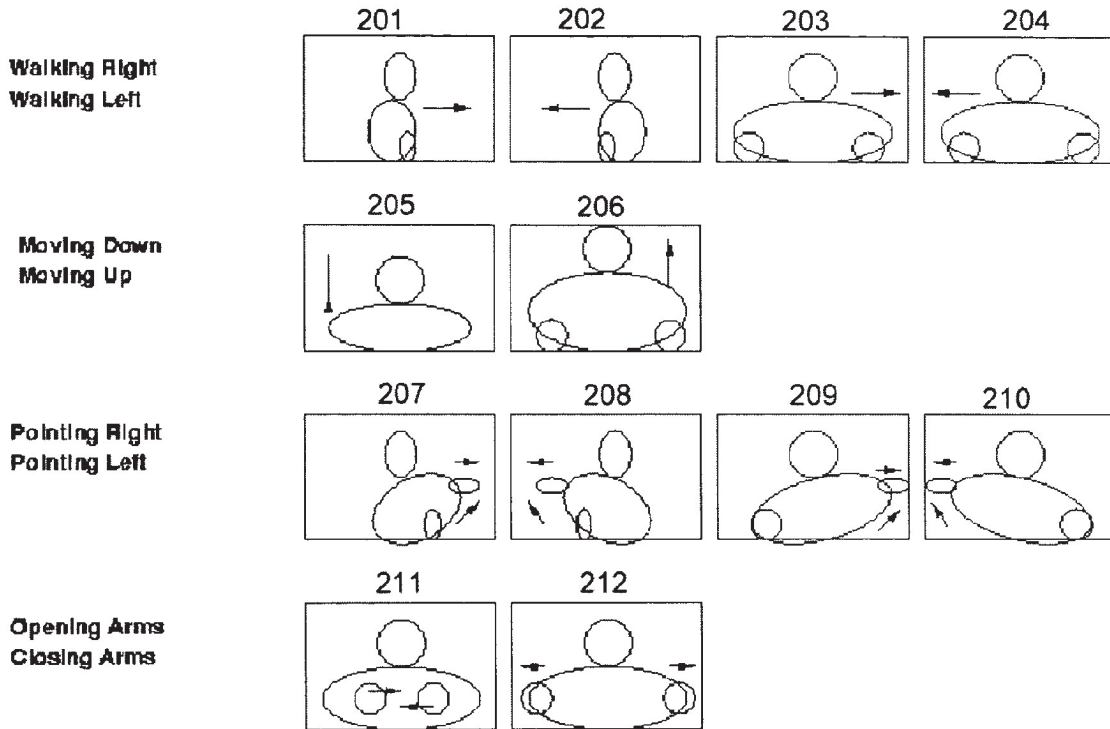 201 202 203 204
Walking Right
Walking Left
205 206
Moving Down
Moving Up
207 208 209 210
Pointing Right
Pointing Left
211 212
Opening Arms
Closing Arms